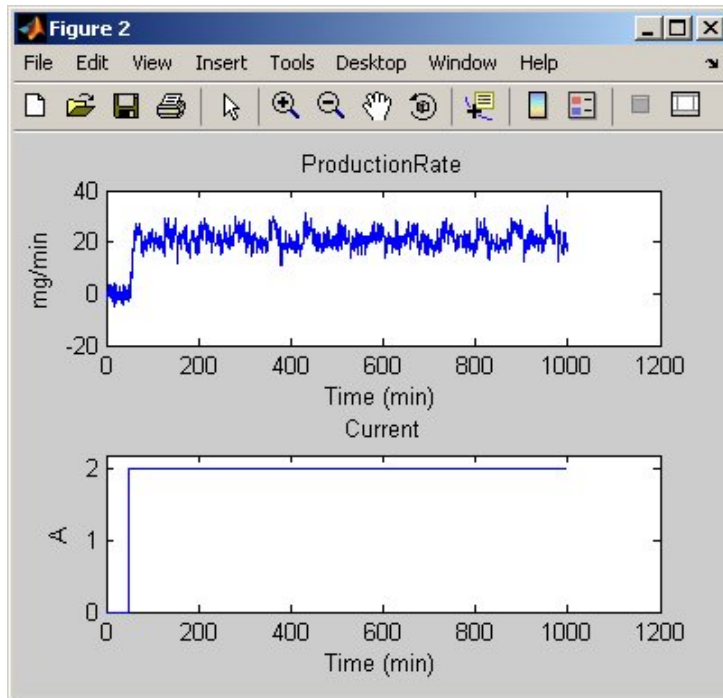 Figure 2
File Edit View Insert Tools Desktop Window Help
ProductionRate
40
20
0
-20
mg/min
0 200 400 600 800 1000 1200
Time (min)
Current
2
1
0
A
0 200 400 600 800 1000 1200
Time (min)